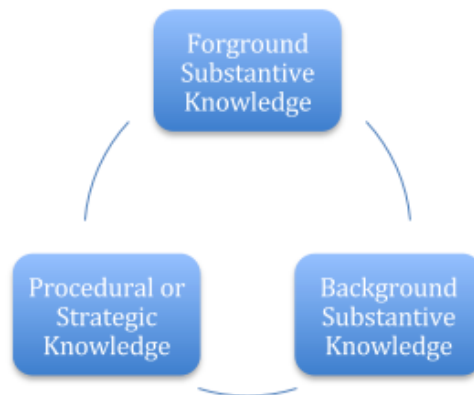 Forground
Substantive
Knowledge
Procedural or
Strategic
Knowledge
Background
Substantive
Knowledge